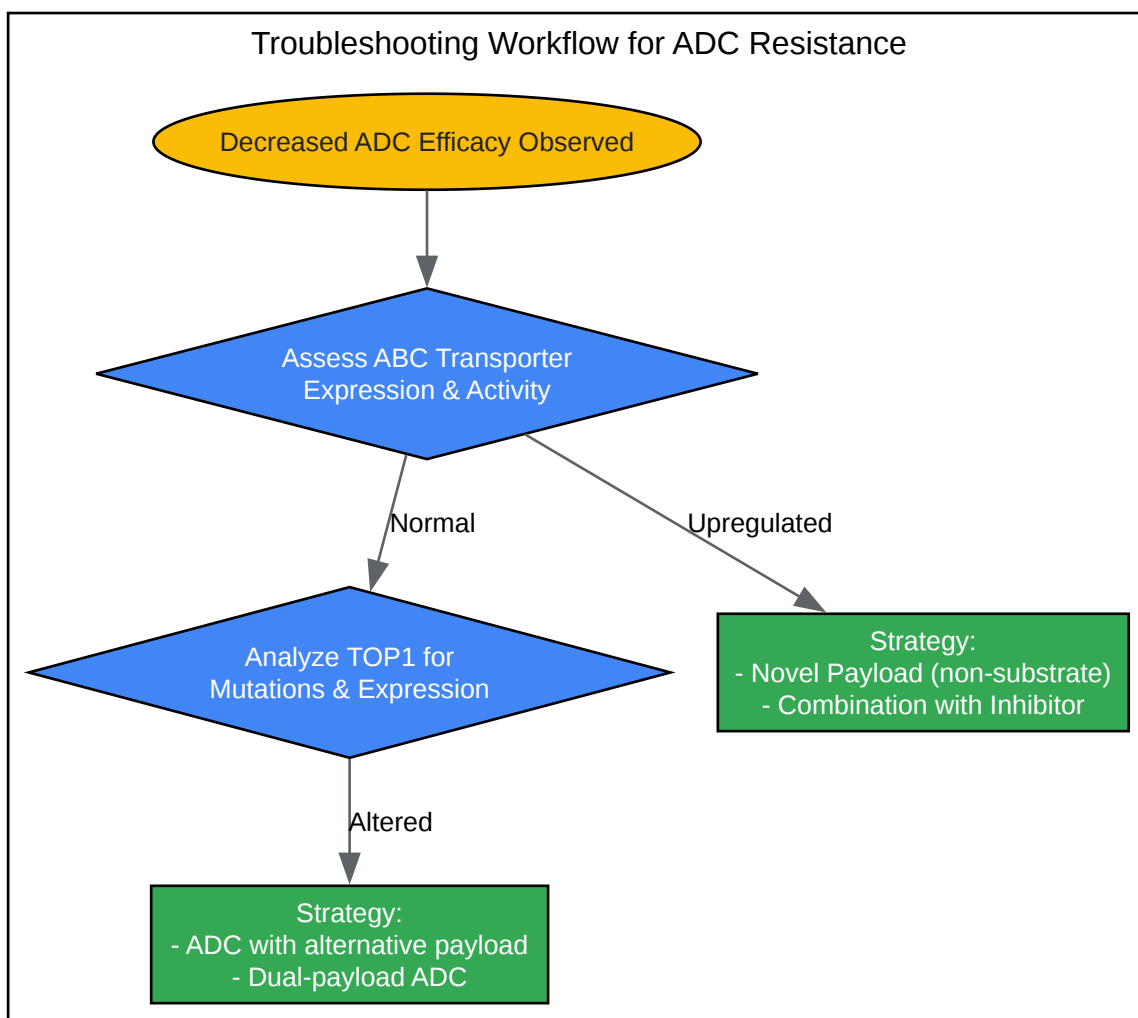 Troubleshooting Workflow for ADC Resistance
Decreased ADC Efficacy Observed
Assess ABC Transporter
Expression & Activity
Normal
Upregulated
Analyze TOP1 for
Mutations & Expression
Strategy:
- Novel Payload (non-substrate)
- Combination with Inhibitor
Altered
Strategy:
- ADC with alternative payload
- Dual-payload ADC